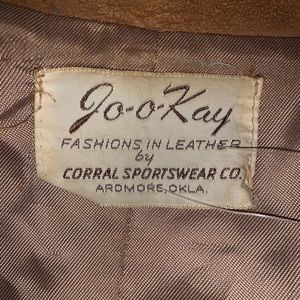 Jo-o-Kay
FASHIONS IN LEATHER
by
CORRAL SPORTSWEAR CO.
ARDMORE, OKLA.